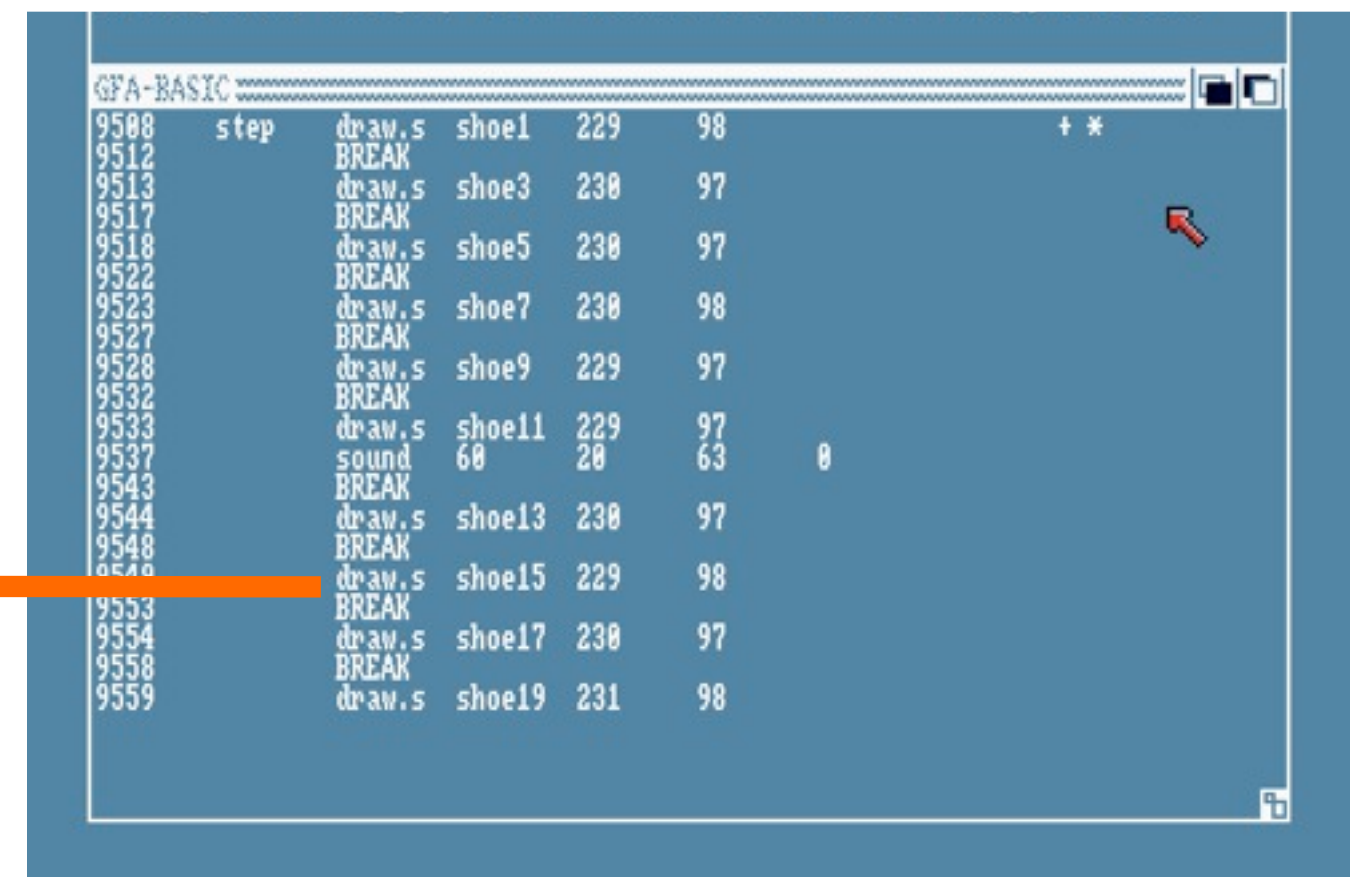 GFA-BASIC
9508 step draw.s shoe1 229 98 + *
9512 BREAK
9513 draw.s shoe3 230 97
9517 BREAK
9518 draw.s shoe5 230 97
9522 BREAK
9523 draw.s shoe7 230 98
9527 BREAK
9528 draw.s shoe9 229 97
9532 BREAK
9533 draw.s shoe11 229 97
9537 sound 60 20 63 0
9543 BREAK
9544 draw.s shoe13 230 97
9548 BREAK
9549 draw.s shoe15 229 98
9553 BREAK
9554 draw.s shoe17 230 97
9558 BREAK
9559 draw.s shoe19 231 98